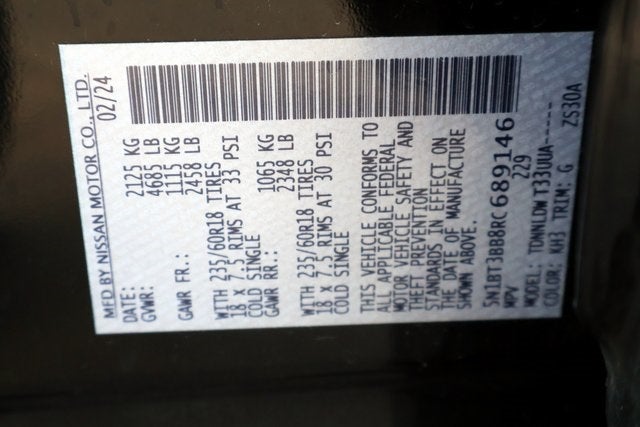 MFD BY NISSAN MOTOR CO., LTD.
DATE: 02/24
GVWR: 2125 KG
4685 LB
GAWR FR.: 1115 KG
2458 LB
WITH 235/60R18 TIRES
18 X 7.5 RIMS AT 33 PSI
COLD SINGLE
GAWR RR.: 1065 KG
2348 LB
WITH 235/60R18 TIRES
18 X 7.5 RIMS AT 30 PSI
COLD SINGLE
THIS VEHICLE CONFORMS TO
ALL APPLICABLE FEDERAL
MOTOR VEHICLE SAFETY AND
THEFT PREVENTION
STANDARDS IN EFFECT ON
THE DATE OF MANUFACTURE
SHOWN ABOVE.
5N1BT3BB8RC689146
MPV 229
MODEL: TDNNLDW T33QUA-----
COLOR: KH3 TRIM: G ZS30A